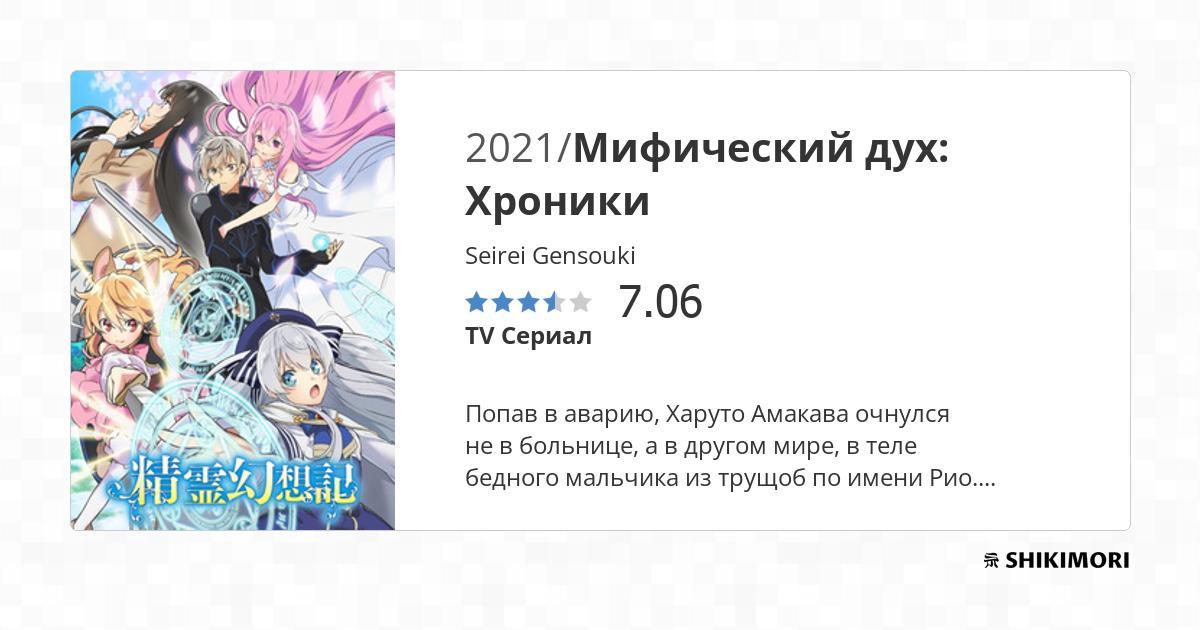 2021/Мифический дух:
Хроники
Seirei Gensouki
7.06
TV Сериал
Попав в аварию, Харуто Амакава очнулся
не в больнице, а в другом мире, в теле
бедного мальчика из трущоб по имени Рио....
精霊幻想記
SHIKIMORI